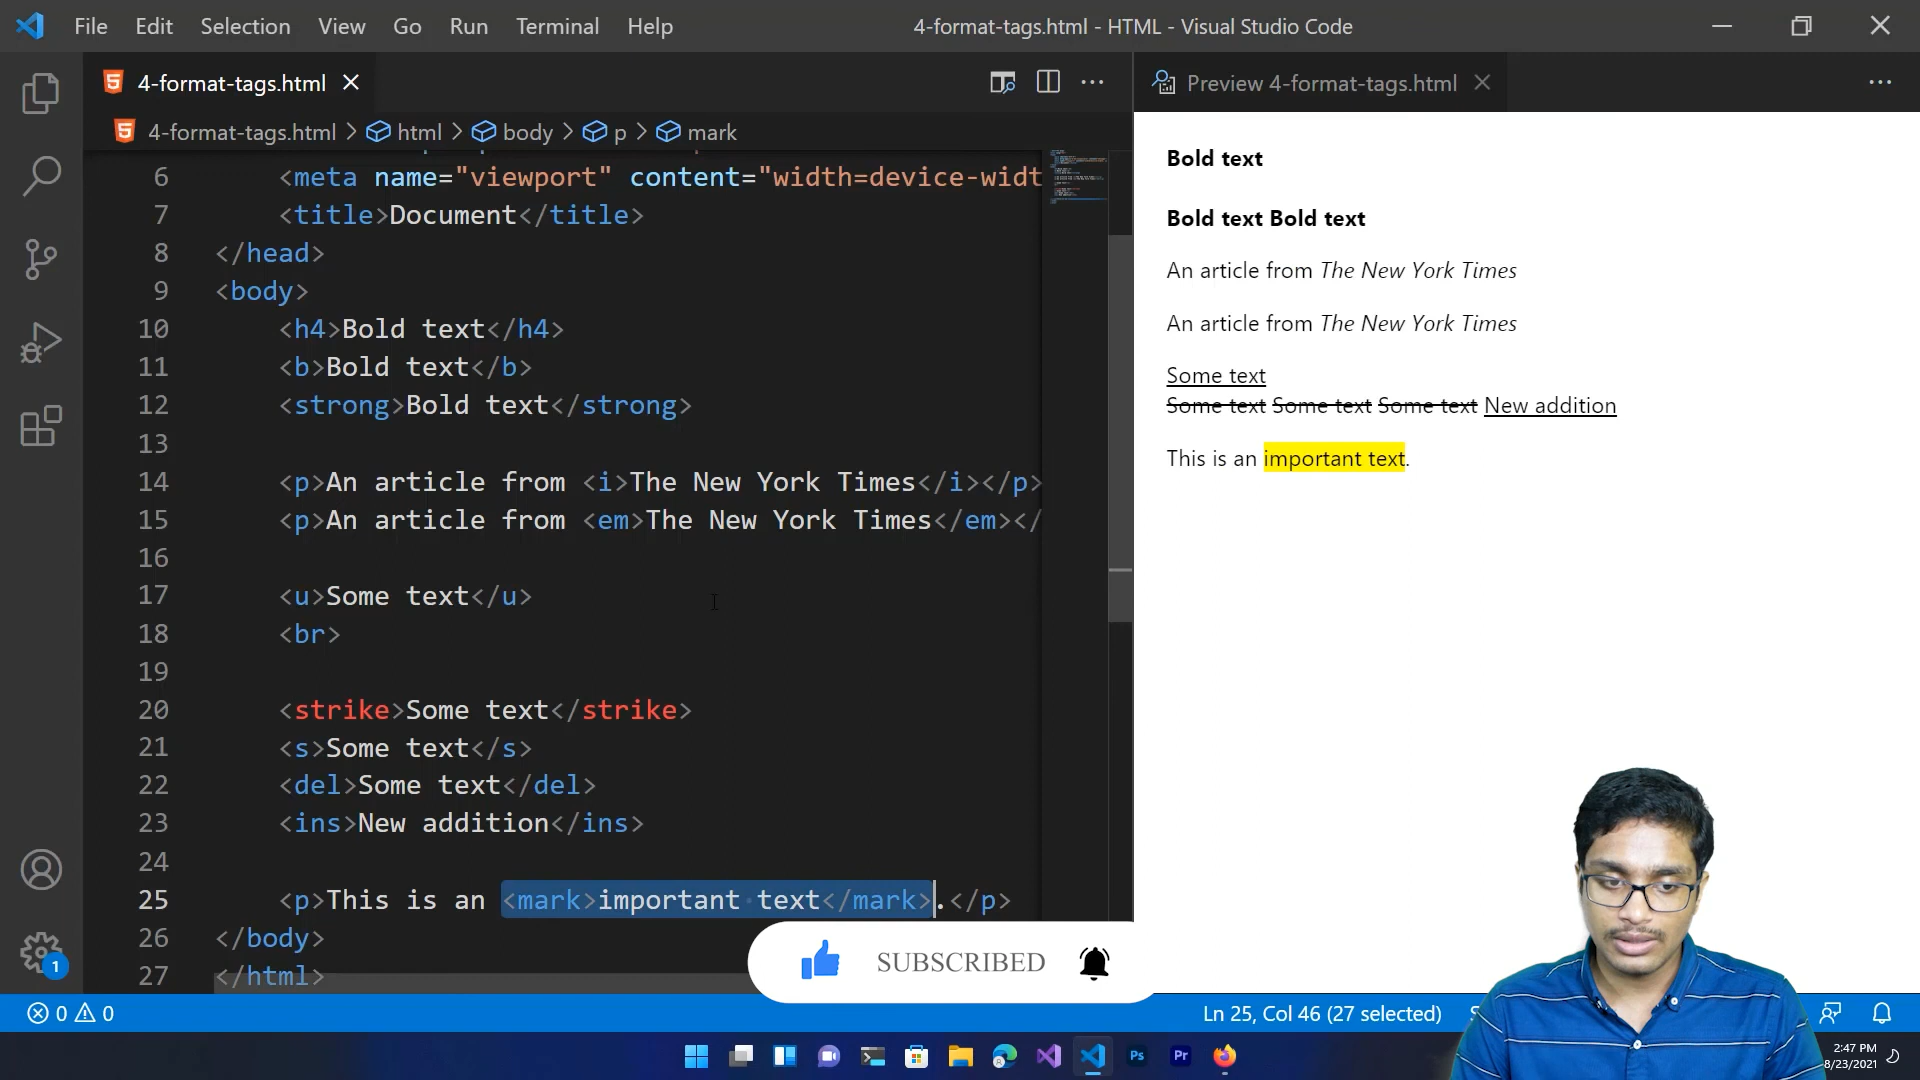 File Edit Selection View Go Run Terminal Help
4-format-tags.html - HTML - Visual Studio Code
4-format-tags.html
Preview 4-format-tags.html
4-format-tags.html > html > body > p > mark
6 <meta name="viewport" content="width=device-widt
7 <title>Document</title>
8 </head>
9 <body>
10 <h4>Bold text</h4>
11 <b>Bold text</b>
12 <strong>Bold text</strong>
13
14 <p>An article from <i>The New York Times</i></p>
15 <p>An article from <em>The New York Times</em></
16
17 <u>Some text</u>
18 <br>
19
20 <strike>Some text</strike>
21 <s>Some text</s>
22 <del>Some text</del>
23 <ins>New addition</ins>
24
25 <p>This is an <mark>important text</mark>.</p>
26 </body>
27 </html>
Bold text
Bold text Bold text
An article from The New York Times
An article from The New York Times
Some text
Some text Some text Some text New addition
This is an important text.
SUBSCRIBED
1
0 0
Ln 25, Col 46 (27 selected)
Ps
Pr
2:47 PM
8/23/2021